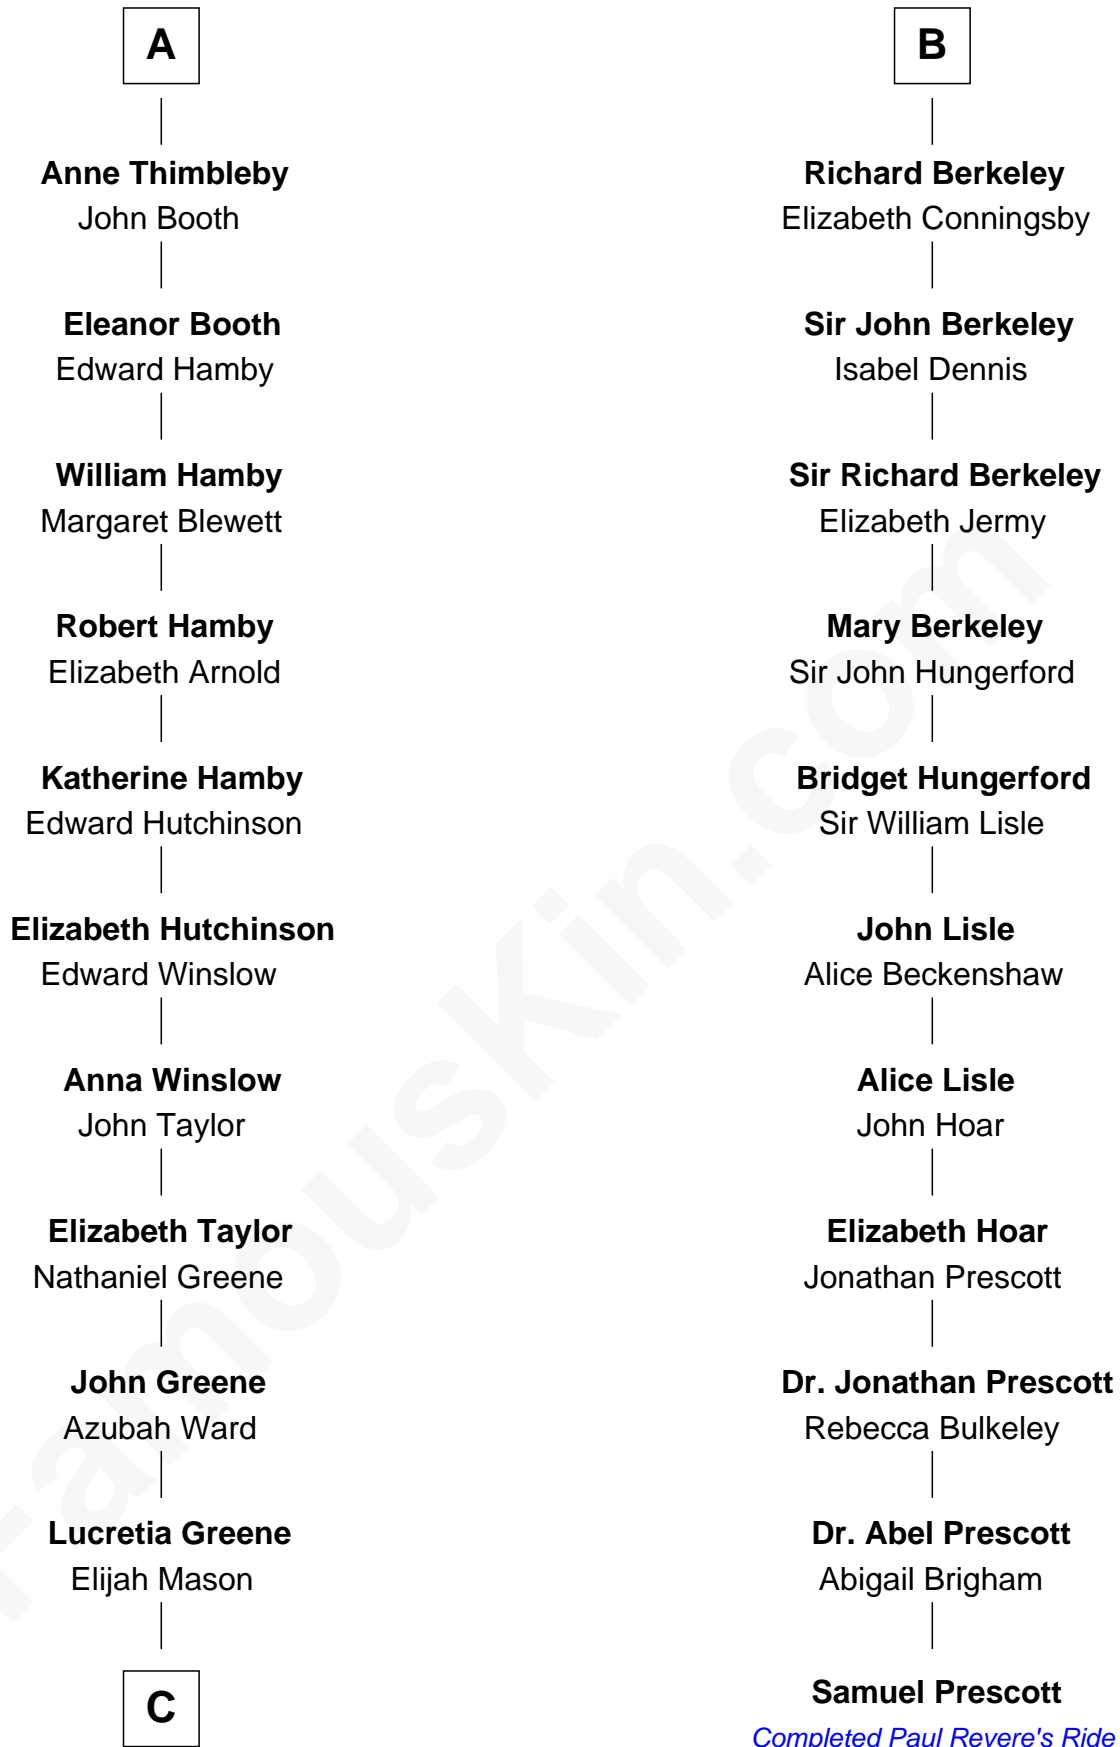 A
Anne Thimbleby
John Booth
Eleanor Booth
Edward Hamby
William Hamby
Margaret Blewett
Robert Hamby
Elizabeth Arnold
Katherine Hamby
Edward Hutchinson
Elizabeth Hutchinson
Edward Winslow
Anna Winslow
John Taylor
Elizabeth Taylor
Nathaniel Greene
John Greene
Azubah Ward
Lucretia Greene
Elijah Mason
C
B
Richard Berkeley
Elizabeth Conningsby
Sir John Berkeley
Isabel Dennis
Sir Richard Berkeley
Elizabeth Jermy
Mary Berkeley
Sir John Hungerford
Bridget Hungerford
Sir William Lisle
John Lisle
Alice Beckenshaw
Alice Lisle
John Hoar
Elizabeth Hoar
Jonathan Prescott
Dr. Jonathan Prescott
Rebecca Bulkeley
Dr. Abel Prescott
Abigail Brigham
Samuel Prescott
Completed Paul Revere's Ride
FamousKin.com